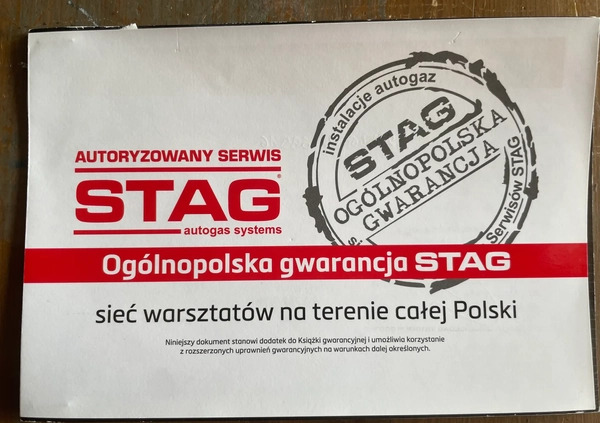 instalacje autogaz
STAG
OGÓLNOPOLSKA
GWARANCJA
Serwisów STAG
AUTORYZOWANY SERWIS
STAG®
autogas systems
Ogólnopolska gwarancja STAG
sieć warsztatów na terenie całej Polski
Niniejszy dokument stanowi dodatek do Książki gwarancyjnej i umożliwia korzystanie
z rozszerzonych uprawnień gwarancyjnych na warunkach dalej określonych.